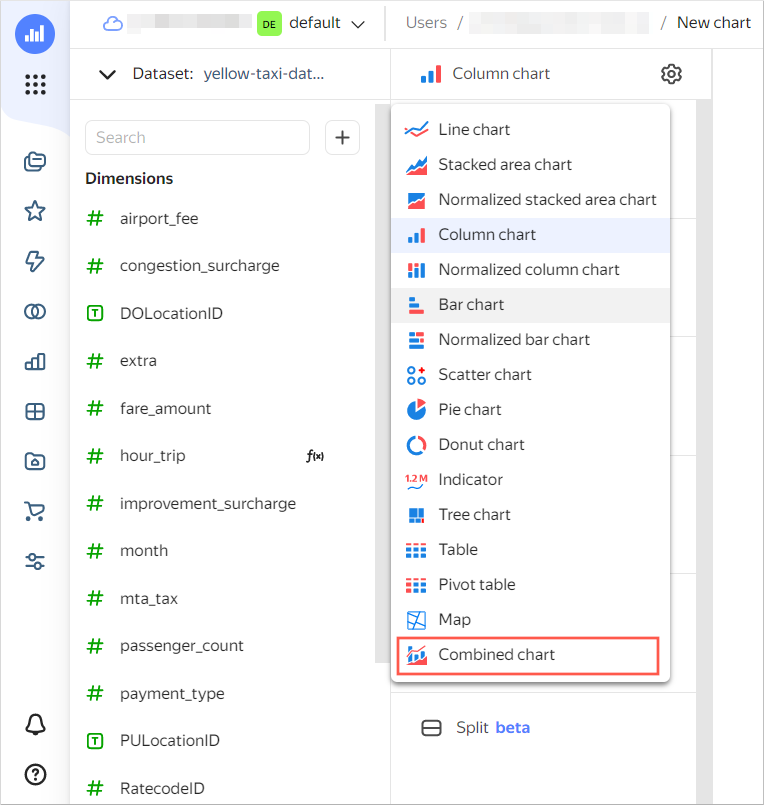 DE default Users / / New chart
Dataset: yellow-taxi-dat...
Column chart
Search
Dimensions
airport_fee
congestion_surcharge
DOLocationID
extra
fare_amount
hour_trip f(x)
improvement_surcharge
month
mta_tax
passenger_count
payment_type
PULocationID
RatecodeID
Line chart
Stacked area chart
Normalized stacked area chart
Column chart
Normalized column chart
Bar chart
Normalized bar chart
Scatter chart
Pie chart
Donut chart
1.2 M Indicator
Tree chart
Table
Pivot table
Map
Combined chart
Split beta